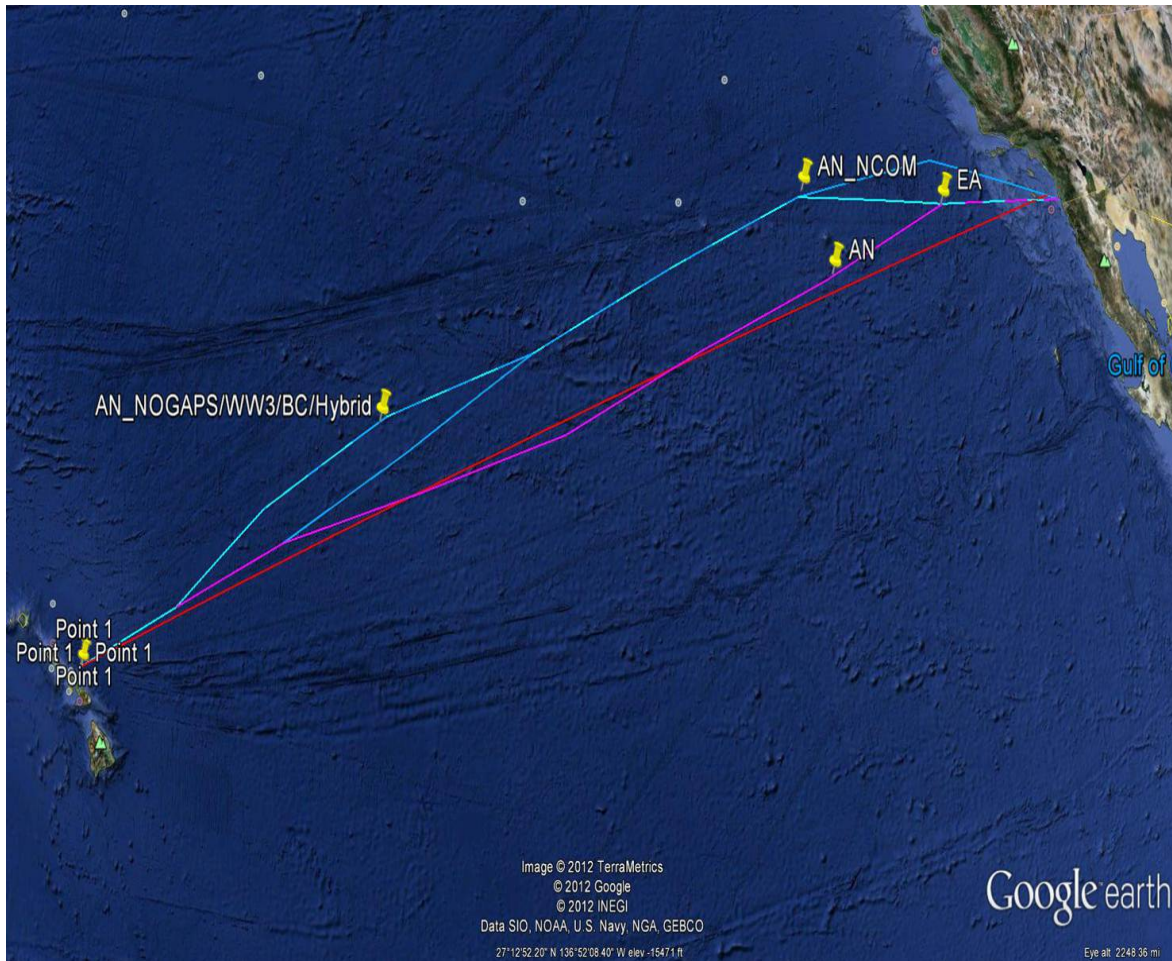 AN_NCOM
EA
AN
Gulf of
AN_NOGAPS/WW3/BC/Hybrid
Point 1
Point 1 Point 1
Point 1
Image © 2012 TerraMetrics
© 2012 Google
© 2012 INEGI
Data SIO, NOAA, U.S. Navy, NGA, GEBCO
Google earth
27°12'52.20" N 136°52'08.40" W elev -15471 ft
Eye alt 2248.36 mi